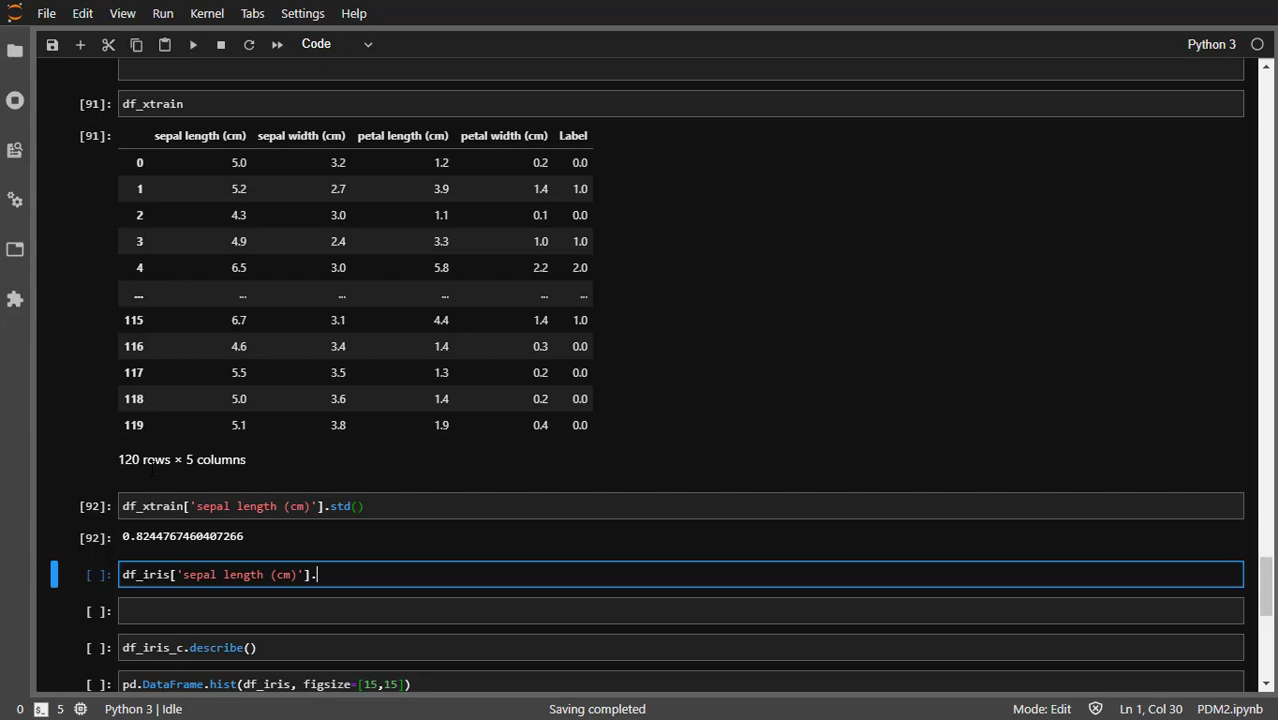 File Edit View Run Kernel Tabs Settings Help
Code Python 3
[91]: df_xtrain
[91]: sepal length (cm) sepal width (cm) petal length (cm) petal width (cm) Label
0 5.0 3.2 1.2 0.2 0.0
1 5.2 2.7 3.9 1.4 1.0
2 4.3 3.0 1.1 0.1 0.0
3 4.9 2.4 3.3 1.0 1.0
4 6.5 3.0 5.8 2.2 2.0
... ... ... ... ... ...
115 6.7 3.1 4.4 1.4 1.0
116 4.6 3.4 1.4 0.3 0.0
117 5.5 3.5 1.3 0.2 0.0
118 5.0 3.6 1.4 0.2 0.0
119 5.1 3.8 1.9 0.4 0.0
120 rows × 5 columns
[92]: df_xtrain['sepal length (cm)'].std()
[92]: 0.8244767460407266
[ ]: df_iris['sepal length (cm)'].
[ ]:
[ ]: df_iris_c.describe()
[ ]: pd.DataFrame.hist(df_iris, figsize=[15,15])
0 $_ 5 Python 3 | Idle Saving completed Mode: Edit Ln 1, Col 30 PDM2.ipynb